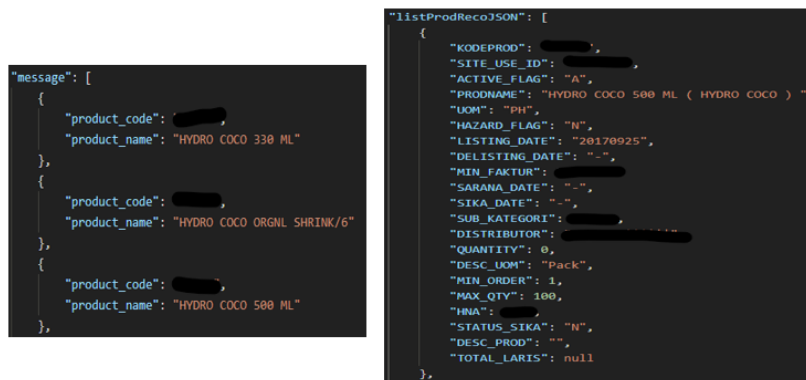 "message": [
{
"product_code":
"product_name": "HYDRO COCO 330 ML"
},
{
"product_code":
"product_name": "HYDRO COCO ORGNL SHRINK/6"
},
{
"product_code":
"product_name": "HYDRO COCO 500 ML"
},
"listProdRecoJSON": [
{
"KODEPROD":
"SITE_USE_ID":
"ACTIVE_FLAG": "A",
"PRODNAME": "HYDRO COCO 500 ML ( HYDRO COCO ) "
"UOM": "PH",
"HAZARD_FLAG": "N",
"LISTING_DATE": "20170925",
"DELISTING_DATE": "-",
"MIN_FAKTUR":
"SARANA_DATE": "-",
"SIKA_DATE": "-",
"SUB_KATEGORI":
"DISTRIBUTOR":
"QUANTITY": 0,
"DESC_UOM": "Pack",
"MIN_ORDER": 1,
"MAX_QTY": 100,
"HNA":
"STATUS_SIKA": "N",
"DESC_PROD": "",
"TOTAL_LARIS": null
},